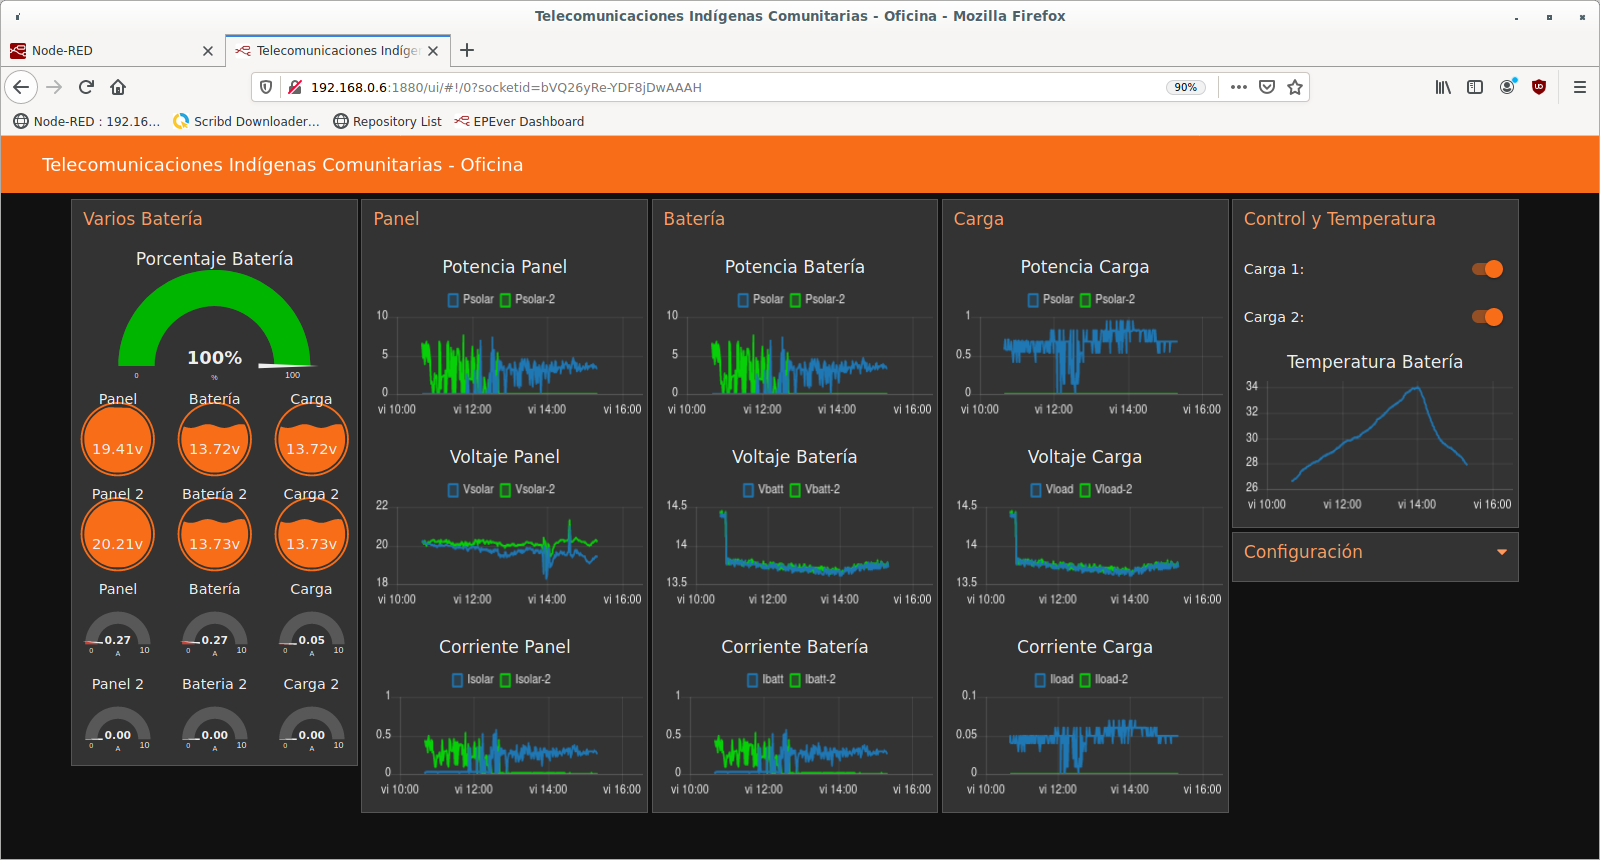 Telecomunicaciones Indígenas Comunitarias - Oficina - Mozilla Firefox
Node-RED
Telecomunicaciones Indíge
192.168.0.6:1880/ui/#!/0?socketid=bVQ26yRe-YDF8jDwAAAH
90%
Node-RED : 192.16...
Scribd Downloader...
Repository List
EPEver Dashboard
Telecomunicaciones Indígenas Comunitarias - Oficina
Varios Batería
Porcentaje Batería
100%
0
%
100
Panel Batería Carga
19.41v 13.72v 13.72v
Panel 2 Batería 2 Carga 2
20.21v 13.73v 13.73v
Panel Batería Carga
0.27 0.27 0.05
0 A 10 0 A 10 0 A 10
Panel 2 Bateria 2 Carga 2
0.00 0.00 0.00
0 A 10 0 A 10 0 A 10
Panel
Potencia Panel
Psolar Psolar-2
10
5
0
vi 10:00 vi 12:00 vi 14:00 vi 16:00
Voltaje Panel
Vsolar Vsolar-2
22
20
18
vi 10:00 vi 12:00 vi 14:00 vi 16:00
Corriente Panel
Isolar Isolar-2
1
0.5
0
vi 10:00 vi 12:00 vi 14:00 vi 16:00
Batería
Potencia Batería
Psolar Psolar-2
10
5
0
vi 10:00 vi 12:00 vi 14:00 vi 16:00
Voltaje Batería
Vbatt Vbatt-2
14.5
14
13.5
vi 10:00 vi 12:00 vi 14:00 vi 16:00
Corriente Batería
Ibatt Ibatt-2
1
0.5
0
vi 10:00 vi 12:00 vi 14:00 vi 16:00
Carga
Potencia Carga
Psolar Psolar-2
1
0.5
0
vi 10:00 vi 12:00 vi 14:00 vi 16:00
Voltaje Carga
Vload Vload-2
14.5
14
13.5
vi 10:00 vi 12:00 vi 14:00 vi 16:00
Corriente Carga
Iload Iload-2
0.1
0.05
0
vi 10:00 vi 12:00 vi 14:00 vi 16:00
Control y Temperatura
Carga 1:
Carga 2:
Temperatura Batería
34
32
30
28
26
vi 10:00 vi 12:00 vi 14:00 vi 16:00
Configuración